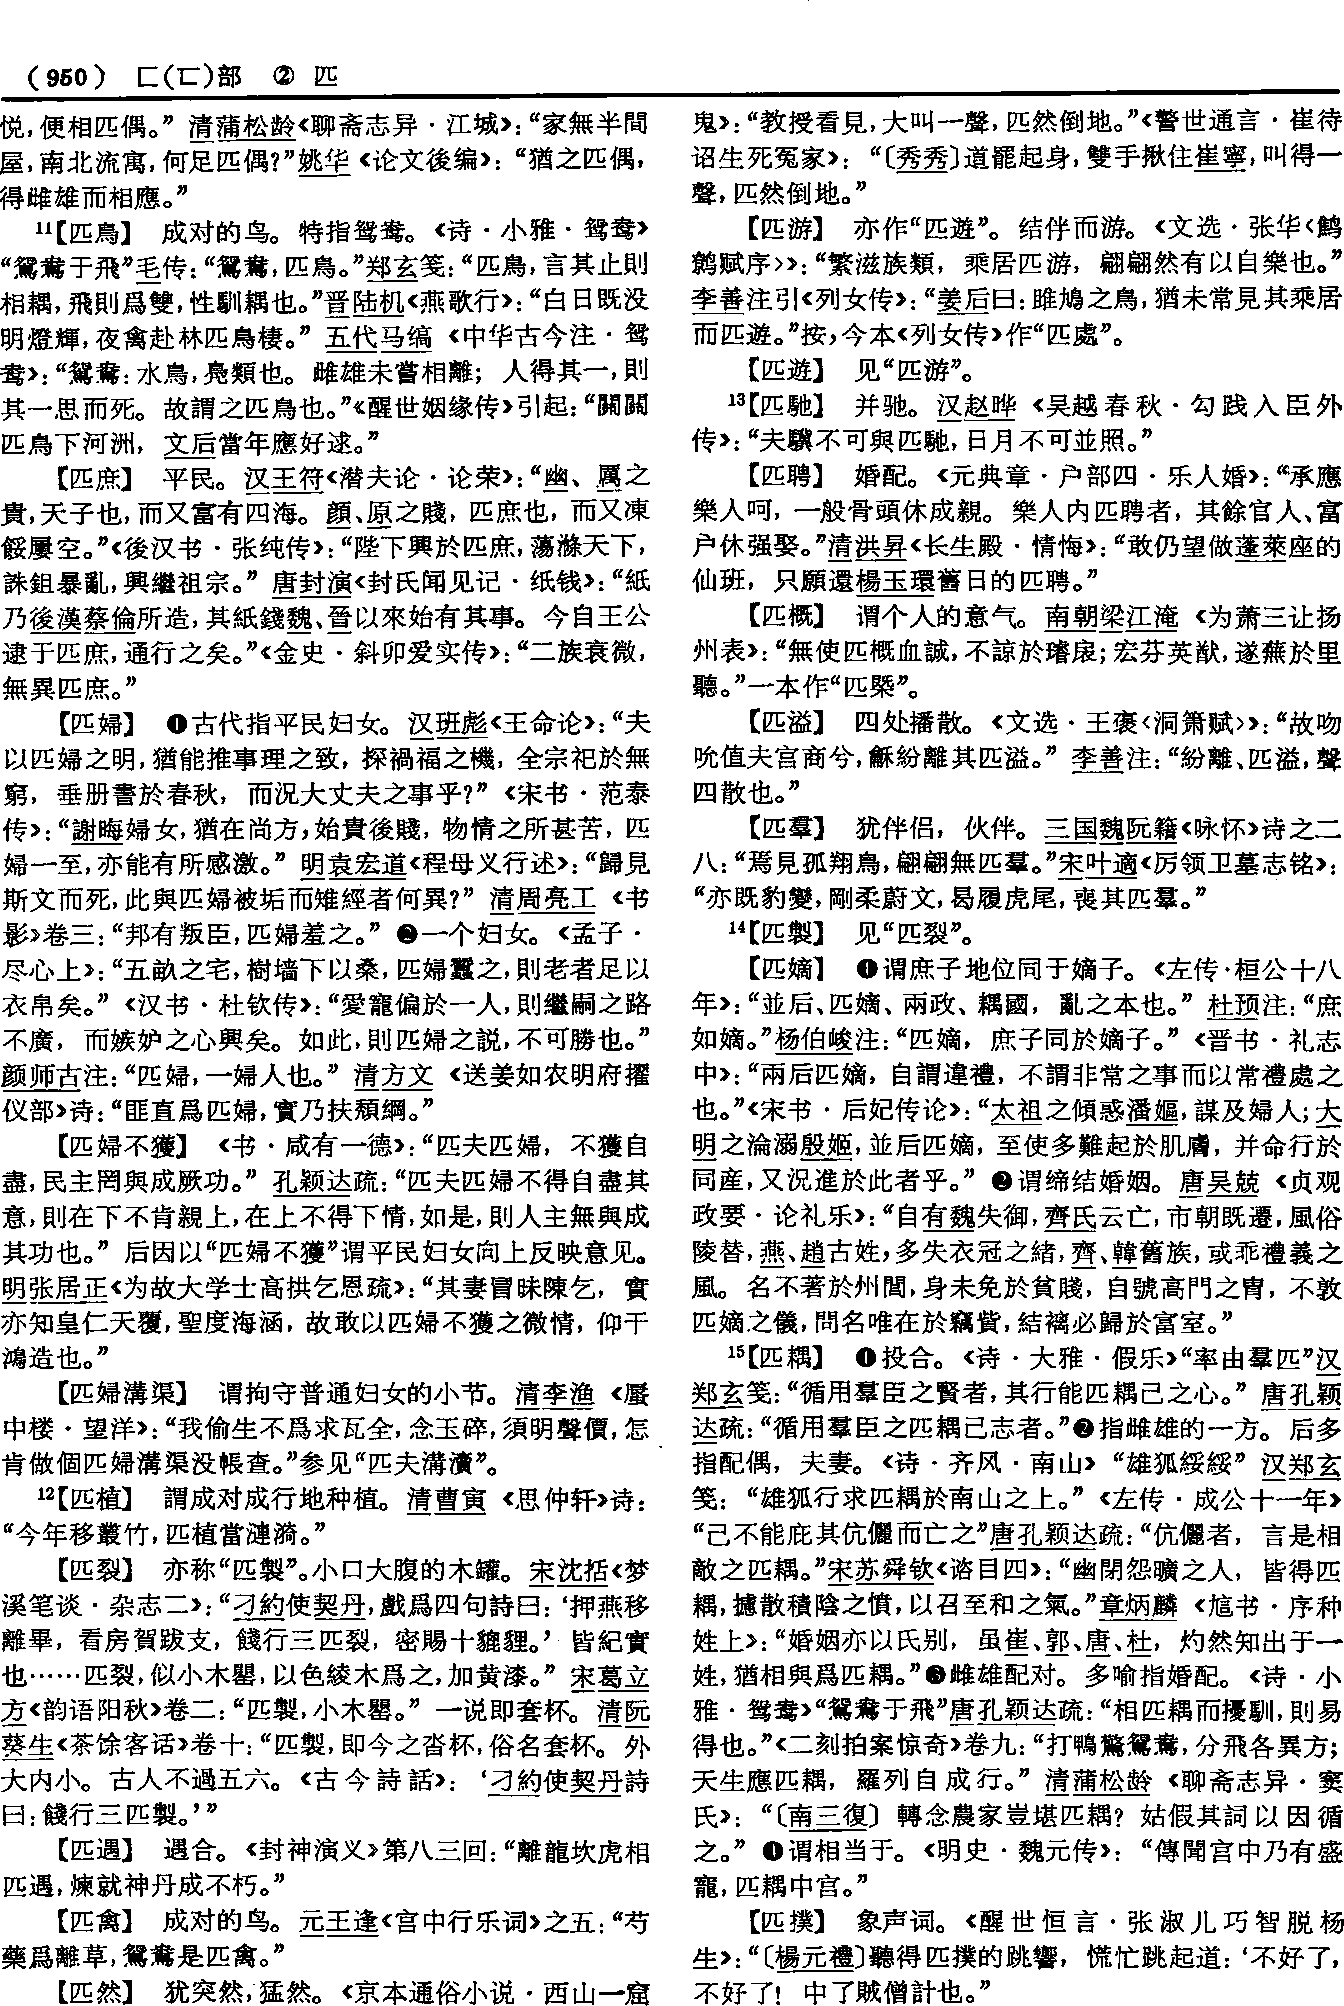 （950） 匚(匸)部 ② 匹
悦，便相匹偶。” 清蒲松龄《聊斋志异·江城》：“家無半間
屋，南北流寓，何足匹偶？”姚华《论文後编》：“猶之匹偶，
得雌雄而相應。”
11【匹鳥】 成对的鸟。特指鸳鸯。《诗·小雅·鸳鸯》
“鴛鴦于飛”毛传：“鴛鴦，匹鳥。”郑玄笺：“匹鳥，言其止則
相耦，飛則爲雙，性馴耦也。”晋陆机《燕歌行》：“白日既没
明燈輝，夜禽赴林匹鳥棲。” 五代马缟《中华古今注·鸳
鸯》：“鴛鴦：水鳥，鳧類也。雌雄未嘗相離；人得其一，則
其一思而死。故謂之匹鳥也。”《醒世姻缘传》引起：“關關
匹鳥下河洲，文后當年應好逑。”
【匹庶】 平民。汉王符《潜夫论·论荣》：“幽、厲之
貴，天子也，而又富有四海。顔、原之賤，匹庶也，而又凍
餒屢空。”《後汉书·张纯传》：“陛下興於匹庶，蕩滌天下，
誅鉏暴亂，興繼祖宗。” 唐封演《封氏闻见记·纸钱》：“紙
乃後漢蔡倫所造，其紙錢魏、晉以來始有其事。今自王公
逮于匹庶，通行之矣。”《金史·斜卯爱实传》：“二族衰微，
無異匹庶。”
【匹婦】 ❶古代指平民妇女。汉班彪《王命论》：“夫
以匹婦之明，猶能推事理之致，探禍福之機，全宗祀於無
窮，垂册書於春秋，而況大丈夫之事乎？”《宋书·范泰
传》：“謝晦婦女，猶在尚方，始貴後賤，物情之所甚苦，匹
婦一至，亦能有所感激。” 明袁宏道《程母义行述》：“歸見
斯文而死，此與匹婦被垢而雉經者何異？” 清周亮工《书
影》卷三：“邦有叛臣，匹婦羞之。” ❷一个妇女。《孟子·
尽心上》：“五畝之宅，樹墻下以桑，匹婦蠶之，則老者足以
衣帛矣。”《汉书·杜钦传》：“愛寵偏於一人，則繼嗣之路
不廣，而嫉妒之心興矣。如此，則匹婦之説，不可勝也。”
颜师古注：“匹婦，一婦人也。” 清方文《送姜如农明府擢
仪部》诗：“匪直爲匹婦，實乃扶頽綱。”
【匹婦不獲】 《书·咸有一德》：“匹夫匹婦，不獲自
盡，民主罔與成厥功。” 孔颖达疏：“匹夫匹婦不得自盡其
意，則在下不肯親上，在上不得下情，如是，則人主無與成
其功也。” 后因以“匹婦不獲”谓平民妇女向上反映意见。
明张居正《为故大学士高拱乞恩疏》：“其妻冒昧陳乞，實
亦知皇仁天覆，聖度海涵，故敢以匹婦不獲之微情，仰干
鴻造也。”
【匹婦溝渠】 谓拘守普通妇女的小节。清李渔《蜃
中楼·望洋》：“我偷生不爲求瓦全，念玉碎，須明聲價，怎
肯做個匹婦溝渠没帳查。”参见“匹夫溝瀆”。
12【匹植】 謂成对成行地种植。清曹寅《思仲轩》诗：
“今年移叢竹，匹植當漣漪。”
【匹裂】 亦称“匹製”。小口大腹的木罐。宋沈括《梦
溪笔谈·杂志二》：“刁約使契丹，戲爲四句詩曰：‘押燕移
離畢，看房賀跋支，餞行三匹裂，密賜十貔貍。’皆紀實
也……匹裂，似小木罌，以色綾木爲之，加黄漆。” 宋葛立
方《韵语阳秋》卷二：“匹製，小木罌。” 一说即套杯。清阮
葵生《茶馀客话》卷十：“匹製，即今之沓杯，俗名套杯。外
大内小。古人不過五六。《古今詩話》：‘刁約使契丹詩
曰：餞行三匹製。’”
【匹遇】 遇合。《封神演义》第八三回：“離龍坎虎相
匹遇，煉就神丹成不朽。”
【匹禽】 成对的鸟。元王逢《宫中行乐词》之五：“芍
藥爲離草，鴛鴦是匹禽。”
【匹然】 犹突然，猛然。《京本通俗小说·西山一窟
鬼》：“教授看見，大叫一聲，匹然倒地。”《警世通言·崔待
诏生死冤家》：“〔秀秀〕道罷起身，雙手揪住崔寧，叫得一
聲，匹然倒地。”
【匹游】 亦作“匹遊”。结伴而游。《文选·张华〈鹪
鹩赋序〉》：“繁滋族類，乘居匹游，翩翩然有以自樂也。”
李善注引《列女传》：“姜后曰：雎鳩之鳥，猶未常見其乘居
而匹遊。”按，今本《列女传》作“匹處”。
【匹遊】 见“匹游”。
13【匹馳】 并驰。汉赵晔《吴越春秋·勾践入臣外
传》：“夫驥不可與匹馳，日月不可並照。”
【匹聘】 婚配。《元典章·户部四·乐人婚》：“承應
樂人呵，一般骨頭休成親。樂人内匹聘者，其餘官人、富
户休强娶。”清洪昇《长生殿·情悔》：“敢仍望做蓬萊座的
仙班，只願還楊玉環舊日的匹聘。”
【匹概】 谓个人的意气。南朝梁江淹《为萧三让扬
州表》：“無使匹概血誠，不諒於璿扆；宏芬英猷，遂蕪於里
聽。”一本作“匹槩”。
【匹溢】 四处播散。《文选·王褒〈洞箫赋〉》：“故吻
吮值夫宫商兮，龢紛離其匹溢。” 李善注：“紛離、匹溢，聲
四散也。”
【匹羣】 犹伴侣，伙伴。三国魏阮籍《咏怀》诗之二
八：“焉見孤翔鳥，翩翩無匹羣。”宋叶適《厉领卫墓志铭》：
“亦既豹變，剛柔蔚文，曷履虎尾，喪其匹羣。”
14【匹製】 见“匹裂”。
【匹嫡】 ❶谓庶子地位同于嫡子。《左传·桓公十八
年》：“並后、匹嫡、兩政、耦國，亂之本也。” 杜预注：“庶
如嫡。”杨伯峻注：“匹嫡，庶子同於嫡子。”《晋书·礼志
中》：“兩后匹嫡，自謂違禮，不謂非常之事而以常禮處之
也。”《宋书·后妃传论》：“太祖之傾惑潘嫗，謀及婦人；大
明之淪溺殷姬，並后匹嫡，至使多難起於肌膚，并命行於
同産，又況進於此者乎。” ❷谓缔结婚姻。唐吴兢《贞观
政要·论礼乐》：“自有魏失御，齊氏云亡，市朝既遷，風俗
陵替，燕、趙古姓，多失衣冠之緒，齊、韓舊族，或乖禮義之
風。名不著於州閭，身未免於貧賤，自號高門之胄，不敦
匹嫡之儀，問名唯在於竊貲，結褵必歸於富室。”
15【匹耦】 ❶投合。《诗·大雅·假乐》“率由羣匹”汉
郑玄笺：“循用羣臣之賢者，其行能匹耦己之心。” 唐孔颖
达疏：“循用羣臣之匹耦己志者。”❷指雌雄的一方。后多
指配偶，夫妻。《诗·齐风·南山》“雄狐綏綏”汉郑玄
笺：“雄狐行求匹耦於南山之上。”《左传·成公十一年》
“己不能庇其伉儷而亡之”唐孔颖达疏：“伉儷者，言是相
敵之匹耦。”宋苏舜钦《谘目四》：“幽閉怨曠之人，皆得匹
耦，攄散積陰之憤，以召至和之氣。”章炳麟《訄书·序种
姓上》：“婚姻亦以氏别，虽崔、郭、唐、杜，灼然知出于一
姓，猶相與爲匹耦。”❸雌雄配对。多喻指婚配。《诗·小
雅·鸳鸯》“鴛鴦于飛”唐孔颖达疏：“相匹耦而擾馴，則易
得也。”《二刻拍案惊奇》卷九：“打鴨驚鴛鴦，分飛各異方；
天生應匹耦，羅列自成行。” 清蒲松龄《聊斋志异·窦
氏》：“〔南三復〕轉念農家豈堪匹耦？姑假其詞以因循
之。” ❹谓相当于。《明史·魏元传》：“傳聞宫中乃有盛
寵，匹耦中宫。”
【匹撲】 象声词。《醒世恒言·张淑儿巧智脱杨
生》：“〔楊元禮〕聽得匹撲的跳響，慌忙跳起道：‘不好了，
不好了！中了賊僧計也。”